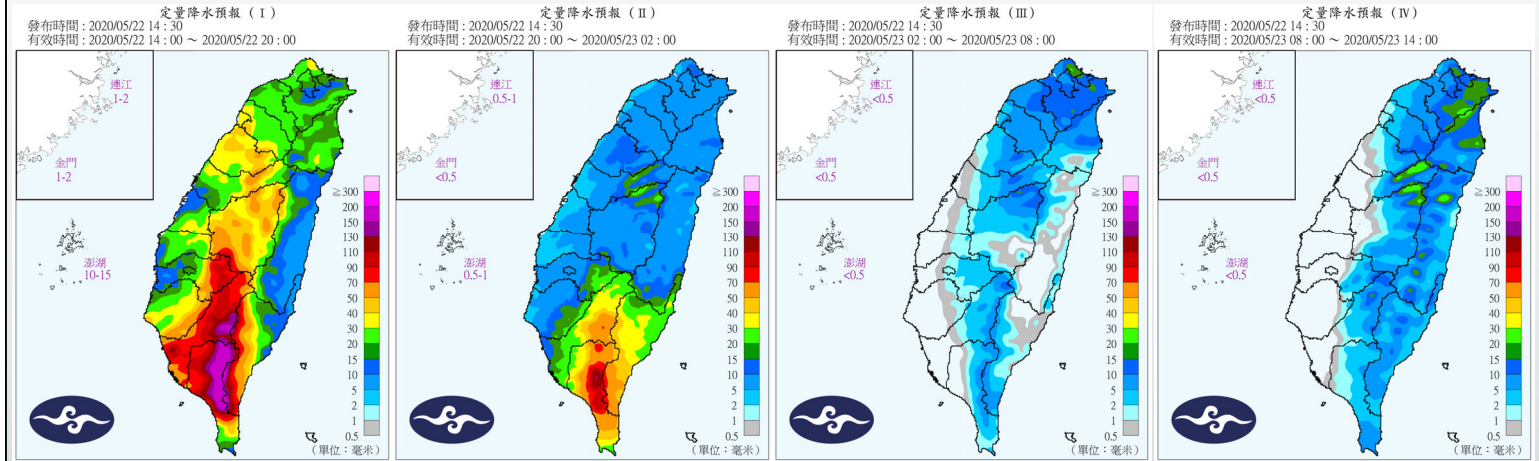 定量降水預報 (I)
發布時間：2020/05/22 14：30
有效時間：2020/05/22 14：00 ～ 2020/05/22 20：00
連江
1-2
金門
1-2
澎湖
10-15
≧300
200
150
130
110
90
70
50
40
30
20
15
10
5
2
1
0.5
(單位：毫米)
定量降水預報 (II)
發布時間：2020/05/22 14：30
有效時間：2020/05/22 20：00 ～ 2020/05/23 02：00
連江
0.5-1
金門
<0.5
澎湖
0.5-1
≧300
200
150
130
110
90
70
50
40
30
20
15
10
5
2
1
0.5
(單位：毫米)
定量降水預報 (III)
發布時間：2020/05/22 14：30
有效時間：2020/05/23 02：00 ～ 2020/05/23 08：00
連江
<0.5
金門
<0.5
澎湖
<0.5
≧300
200
150
130
110
90
70
50
40
30
20
15
10
5
2
1
0.5
(單位：毫米)
定量降水預報 (IV)
發布時間：2020/05/22 14：30
有效時間：2020/05/23 08：00 ～ 2020/05/23 14：00
連江
<0.5
金門
<0.5
澎湖
<0.5
≧300
200
150
130
110
90
70
50
40
30
20
15
10
5
2
1
0.5
(單位：毫米)